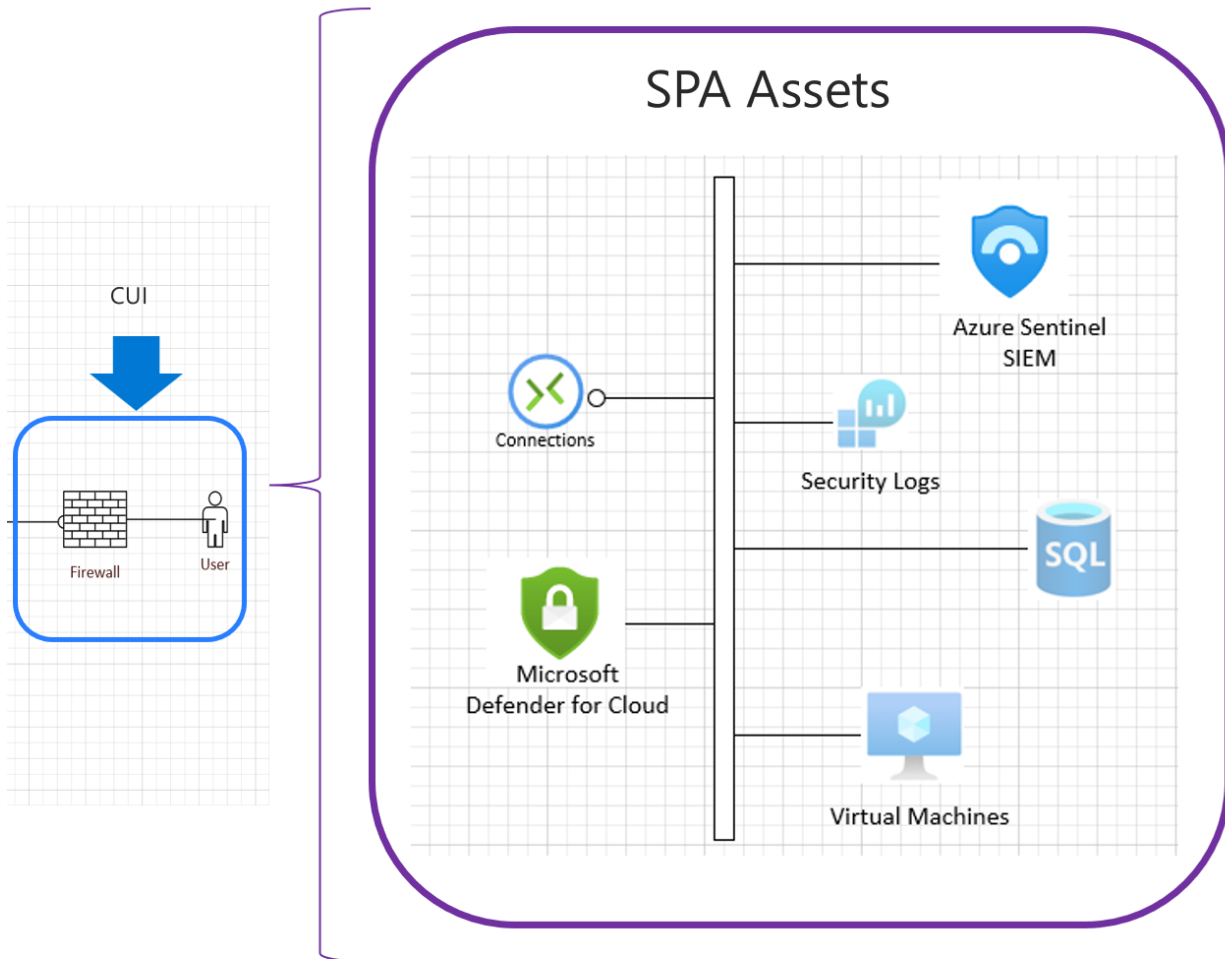 SPA Assets
CUI
Firewall
User
Connections
Microsoft
Defender for Cloud
Azure Sentinel
SIEM
Security Logs
SQL
Virtual Machines